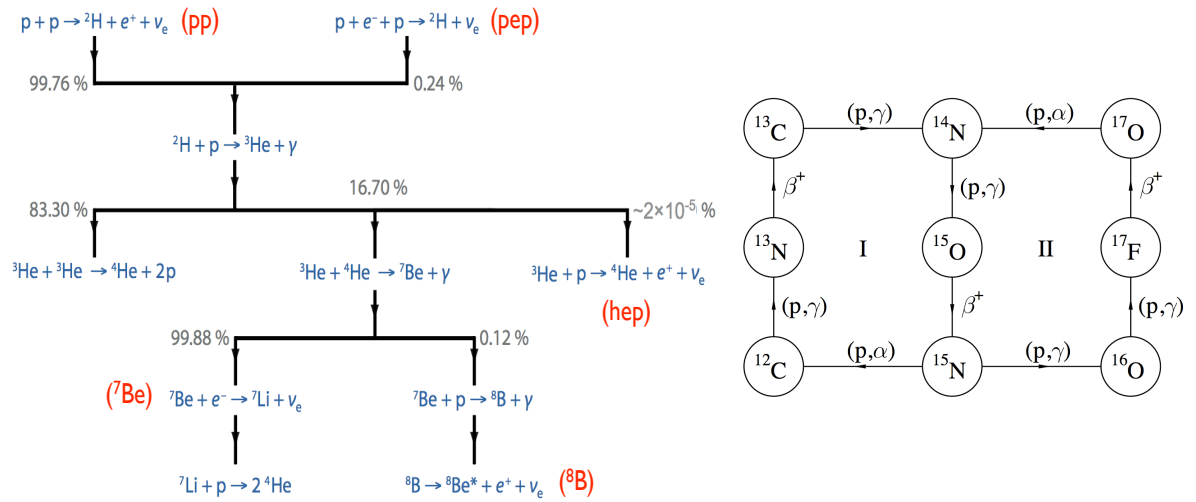 p + p → ²H + e⁺ + νₑ (pp)
p + e⁻ + p → ²H + νₑ (pep)
99.76 %
0.24 %
²H + p → ³He + γ
83.30 %
16.70 %
~2×10⁻⁵ %
³He + ³He → ⁴He + 2p
³He + ⁴He → ⁷Be + γ
³He + p → ⁴He + e⁺ + νₑ
(hep)
99.88 %
0.12 %
(⁷Be) ⁷Be + e⁻ → ⁷Li + νₑ
⁷Be + p → ⁸B + γ
⁷Li + p → 2 ⁴He
⁸B → ⁸Be* + e⁺ + νₑ (⁸B)
¹³C (p,γ) ¹⁴N (p,α) ¹⁷O
β⁺ (p,γ) β⁺
¹³N I ¹⁵O II ¹⁷F
(p,γ) β⁺ (p,γ)
¹²C (p,α) ¹⁵N (p,γ) ¹⁶O